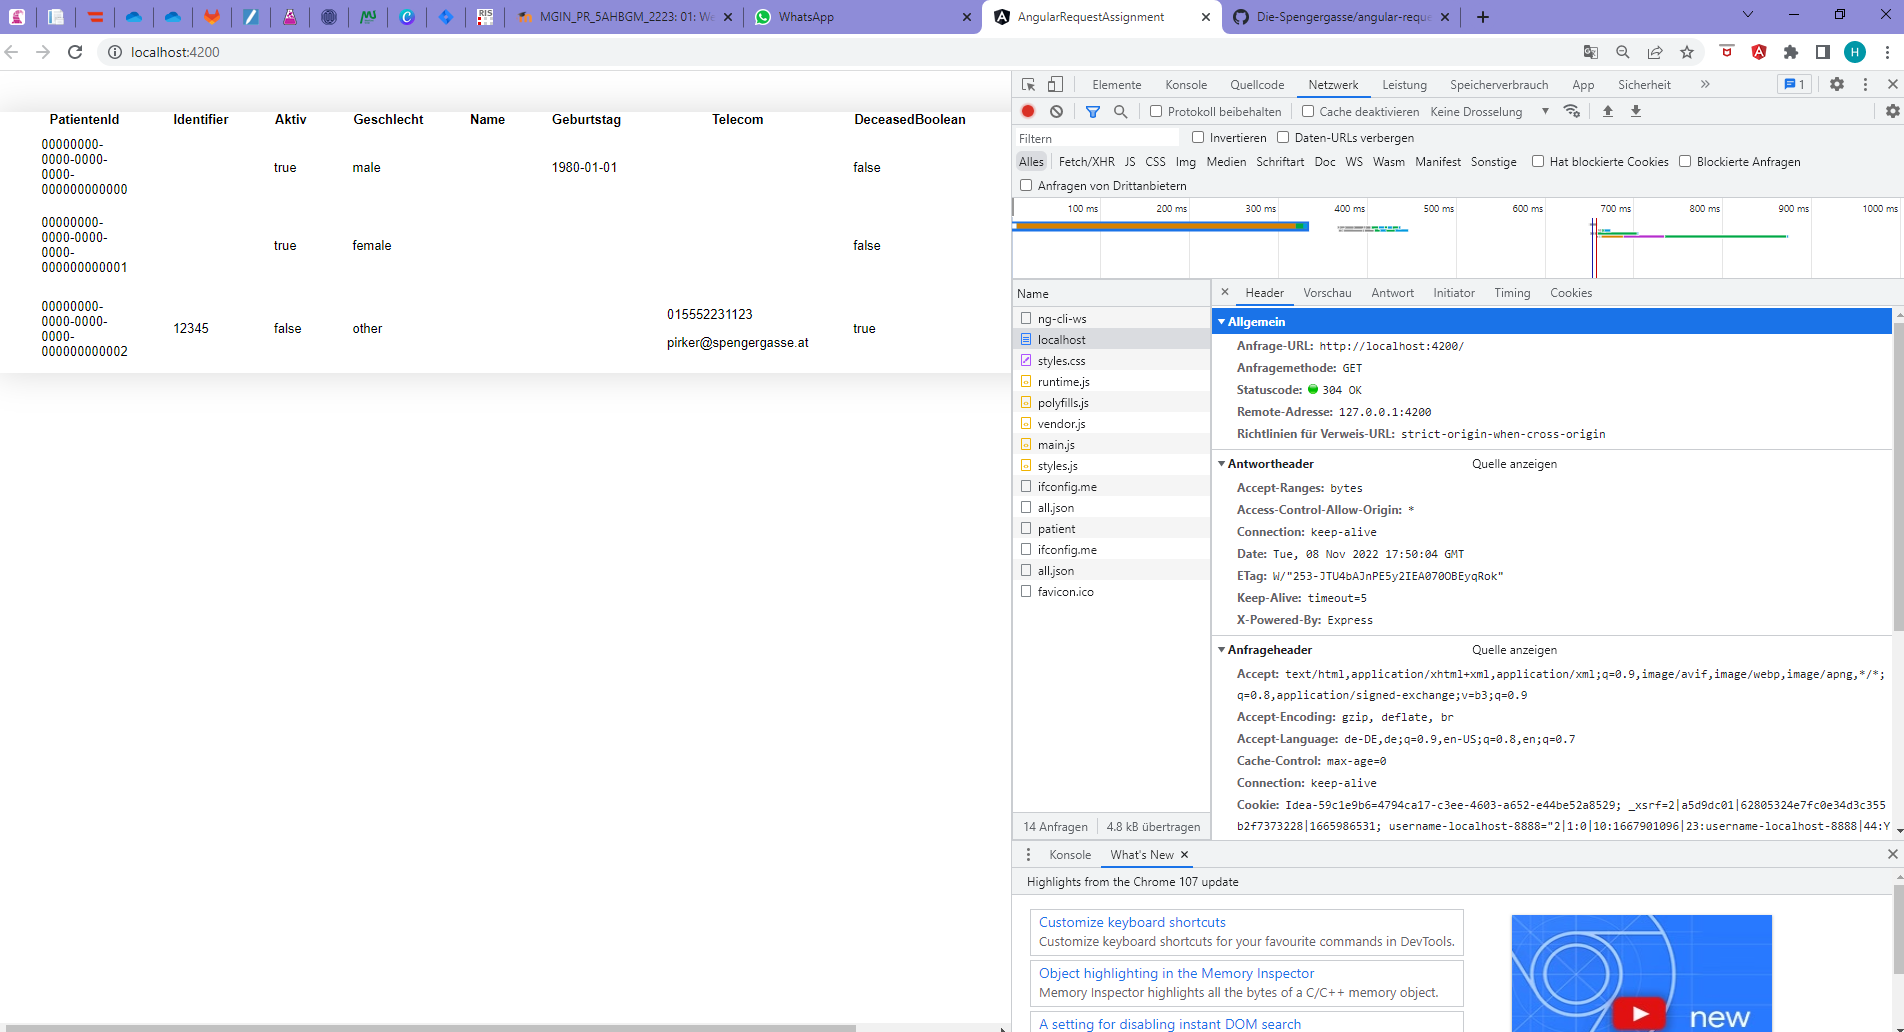 MGIN_PR_5AHBGM_2223: 01: We
WhatsApp
AngularRequestAssignment
Die-Spengergasse/angular-reque
localhost:4200
H
PatientenId Identifier Aktiv Geschlecht Name Geburtstag Telecom DeceasedBoolean
00000000-
0000-0000-
0000-
000000000000
true male 1980-01-01 false
00000000-
0000-0000-
0000-
000000000001
true female false
00000000-
0000-0000-
0000-
000000000002
12345 false other
015552231123
pirker@spengergasse.at
true
Elemente Konsole Quellcode Netzwerk Leistung Speicherverbrauch App Sicherheit » 1
Protokoll beibehalten Cache deaktivieren Keine Drosselung
Filtern Invertieren Daten-URLs verbergen
Alles Fetch/XHR JS CSS Img Medien Schriftart Doc WS Wasm Manifest Sonstige Hat blockierte Cookies Blockierte Anfragen
Anfragen von Drittanbietern
100 ms 200 ms 300 ms 400 ms 500 ms 600 ms 700 ms 800 ms 900 ms 1000 ms
Name
ng-cli-ws
localhost
styles.css
runtime.js
polyfills.js
vendor.js
main.js
styles.js
ifconfig.me
all.json
patient
ifconfig.me
all.json
favicon.ico
14 Anfragen 4.8 kB übertragen
Header Vorschau Antwort Initiator Timing Cookies
Allgemein
Anfrage-URL: http://localhost:4200/
Anfragemethode: GET
Statuscode: 304 OK
Remote-Adresse: 127.0.0.1:4200
Richtlinien für Verweis-URL: strict-origin-when-cross-origin
Antwortheader Quelle anzeigen
Accept-Ranges: bytes
Access-Control-Allow-Origin: *
Connection: keep-alive
Date: Tue, 08 Nov 2022 17:50:04 GMT
ETag: W/"253-JTU4bAJnPE5y2IEA070OBEyqRok"
Keep-Alive: timeout=5
X-Powered-By: Express
Anfrageheader Quelle anzeigen
Accept: text/html,application/xhtml+xml,application/xml;q=0.9,image/avif,image/webp,image/apng,*/*;
q=0.8,application/signed-exchange;v=b3;q=0.9
Accept-Encoding: gzip, deflate, br
Accept-Language: de-DE,de;q=0.9,en-US;q=0.8,en;q=0.7
Cache-Control: max-age=0
Connection: keep-alive
Cookie: Idea-59c1e9b6=4794ca17-c3ee-4603-a652-e44be52a8529; _xsrf=2|a5d9dc01|62805324e7fc0e34d3c355
b2f7373228|1665986531; username-localhost-8888="2|1:0|10:1667901096|23:username-localhost-8888|44:Y
Konsole What's New
Highlights from the Chrome 107 update
Customize keyboard shortcuts
Customize keyboard shortcuts for your favourite commands in DevTools.
Object highlighting in the Memory Inspector
Memory Inspector highlights all the bytes of a C/C++ memory object.
A setting for disabling instant DOM search
new